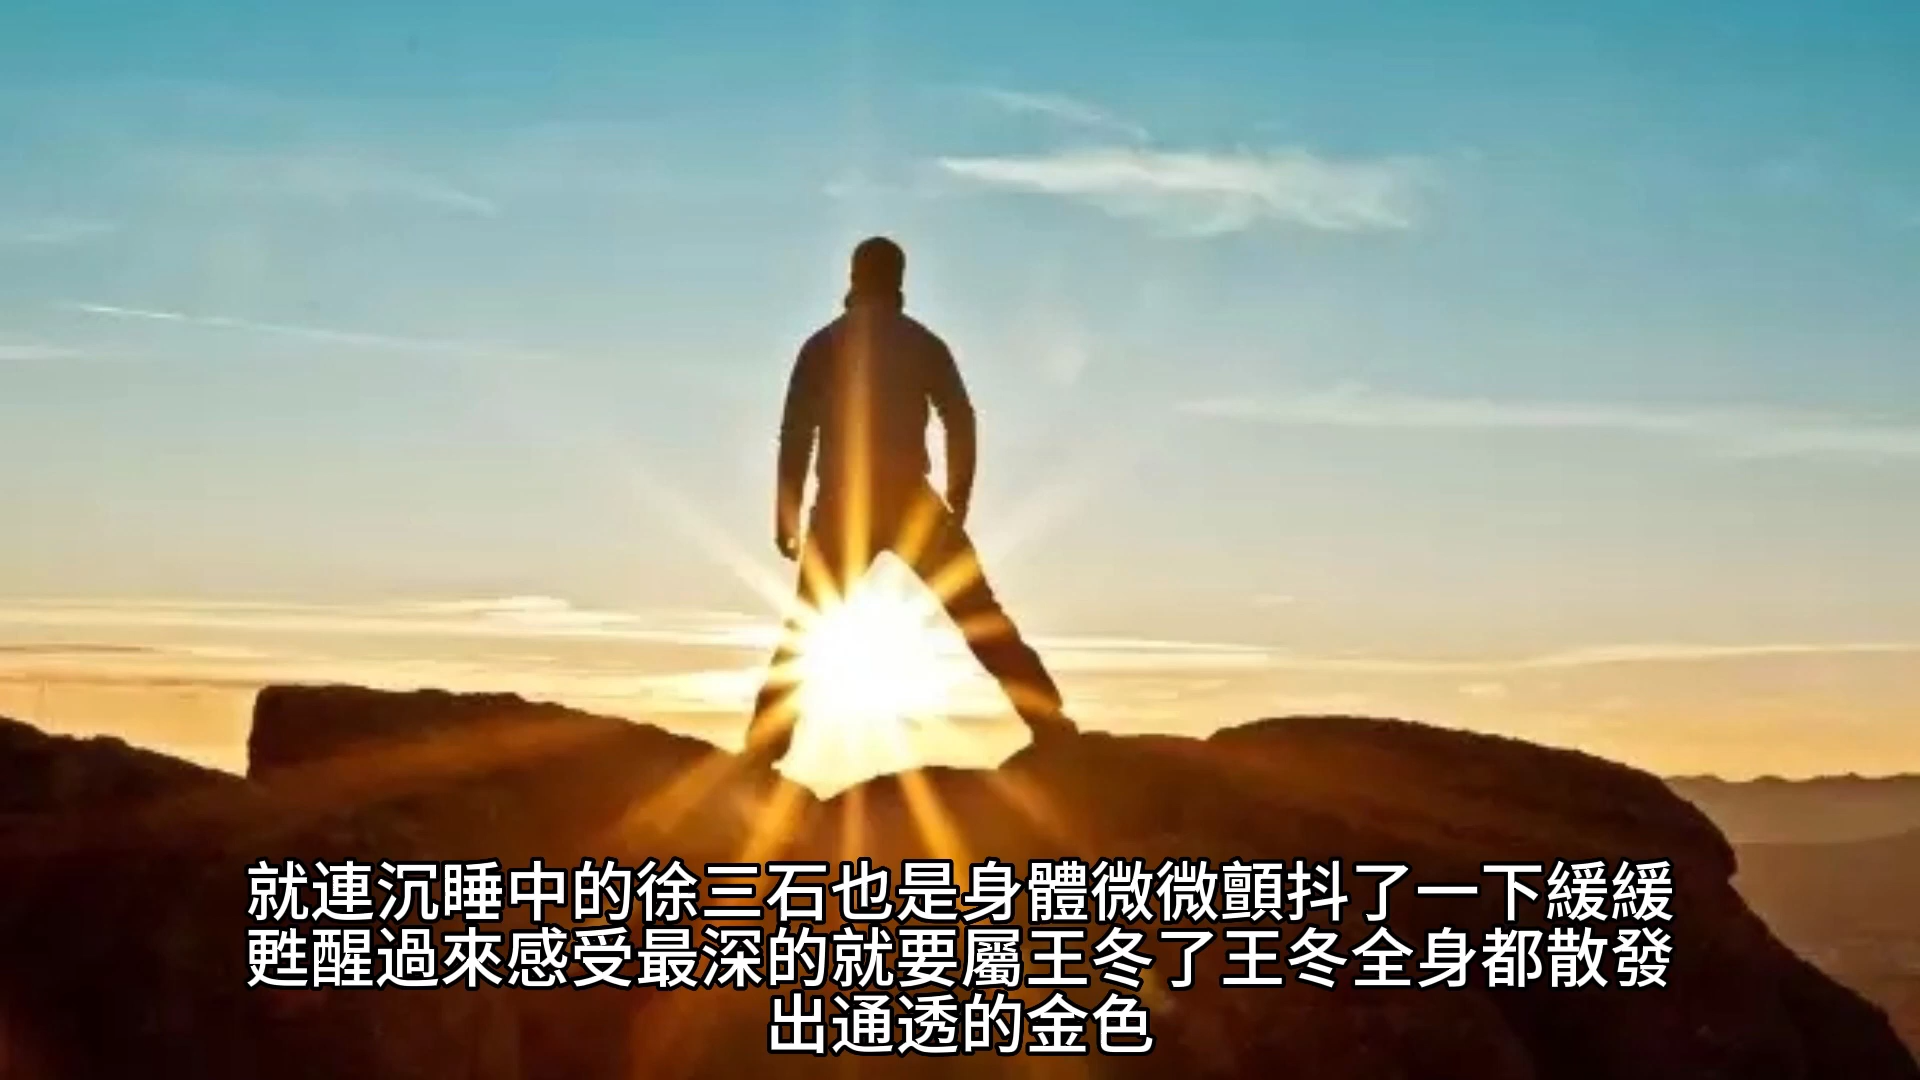 就連沉睡中的徐三石也是身體微微顫抖了一下緩緩
甦醒過來感受最深的就要屬王冬了王冬全身都散發
出通透的金色